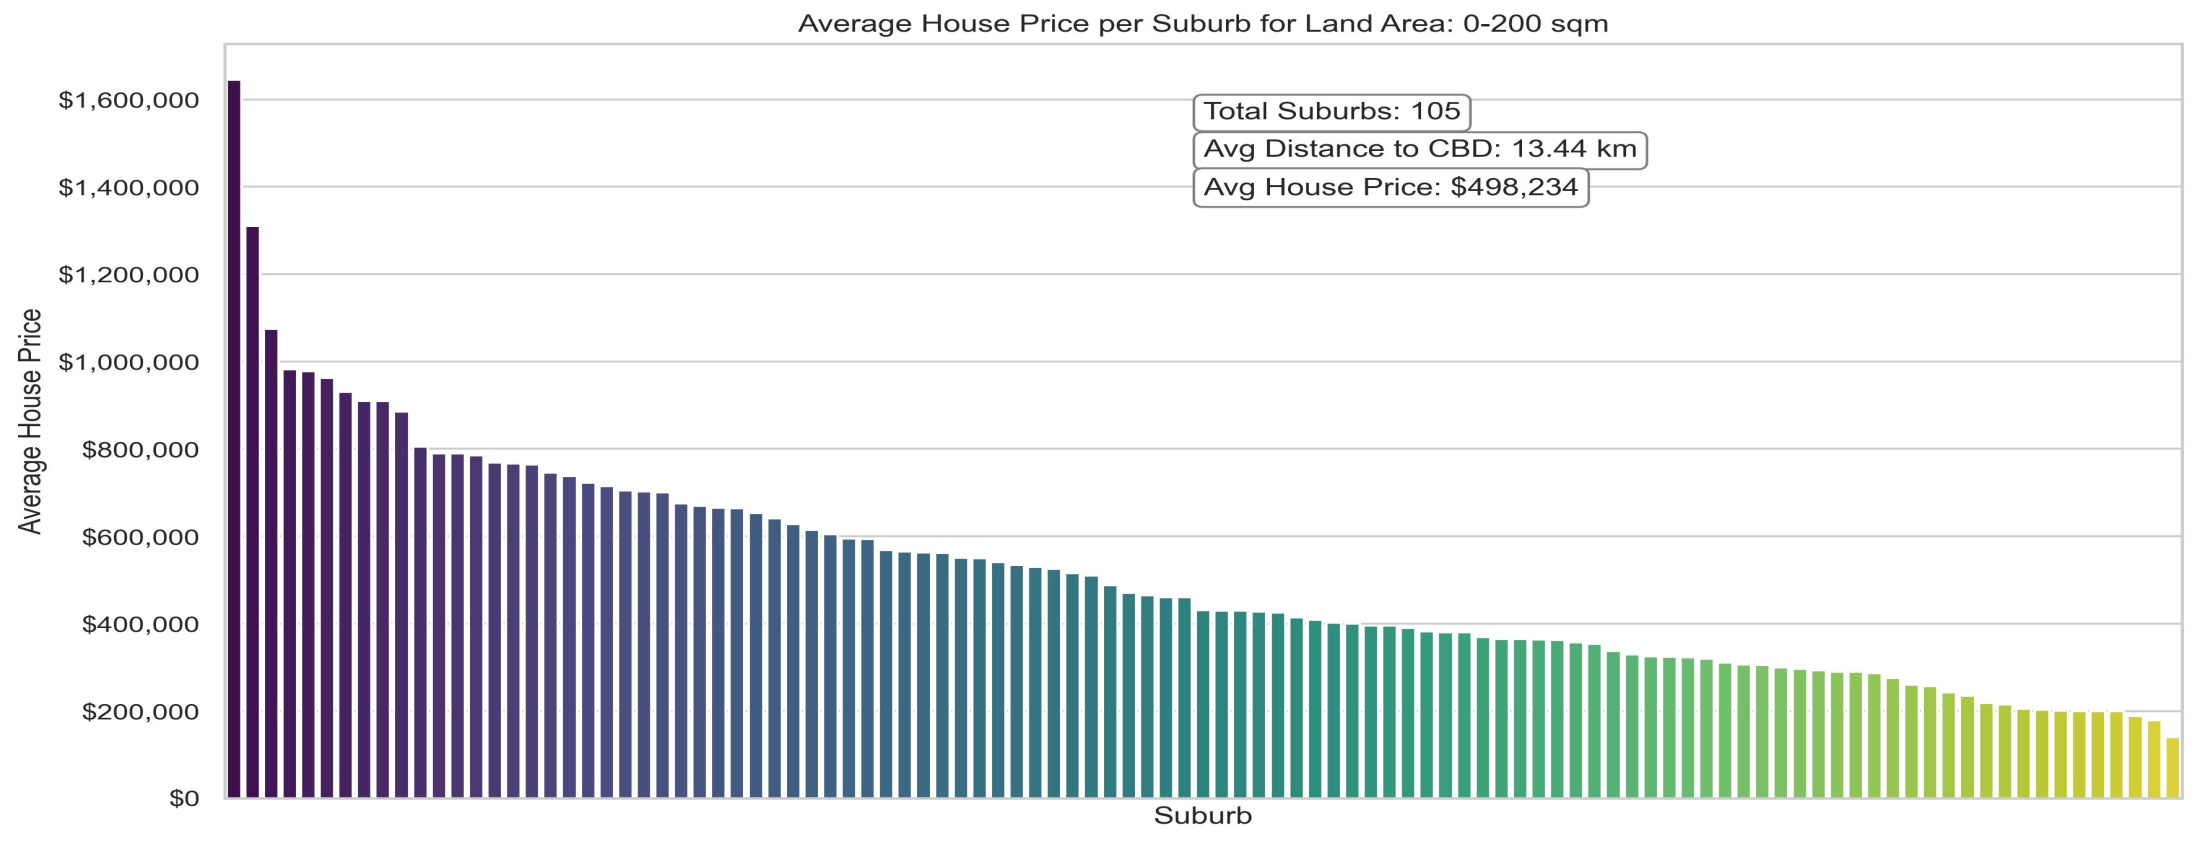 Average House Price per Suburb for Land Area: 0-200 sqm
Total Suburbs: 105
Avg Distance to CBD: 13.44 km
Avg House Price: $498,234
Average House Price
$1,600,000
$1,400,000
$1,200,000
$1,000,000
$800,000
$600,000
$400,000
$200,000
$0
Suburb